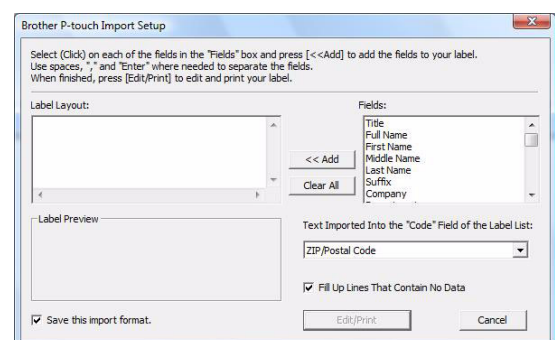 Brother P-touch Import Setup
Select (Click) on each of the fields in the "Fields" box and press [<<Add] to add the fields to your label.
Use spaces, "," and "Enter" where needed to separate the fields.
When finished, press [Edit/Print] to edit and print your label.
Label Layout:
Fields:
Title
Full Name
First Name
Middle Name
Last Name
Suffix
Company
<< Add
Clear All
Label Preview
Text Imported Into the "Code" Field of the Label List:
ZIP/Postal Code
Fill Up Lines That Contain No Data
Save this import format.
Edit/Print
Cancel